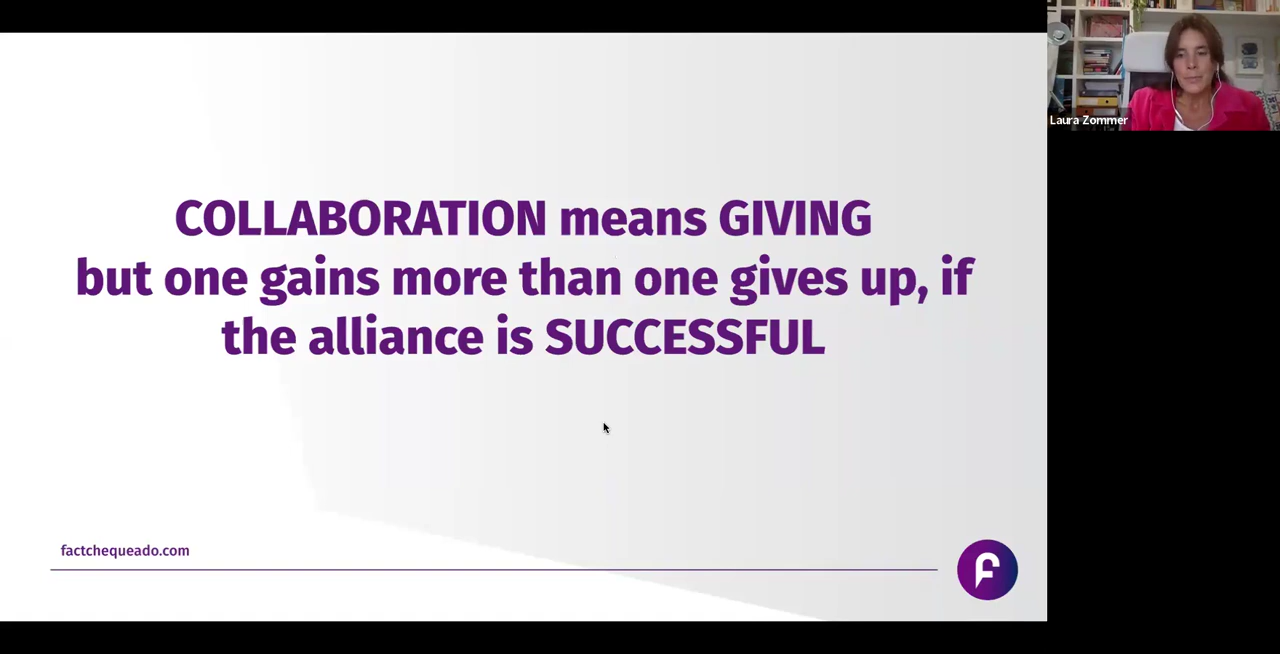 COLLABORATION means GIVING
but one gains more than one gives up, if
the alliance is SUCCESSFUL
factchequeado.com
Laura Zommer